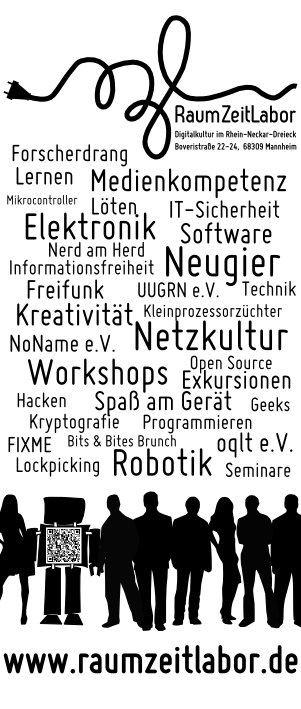 RaumZeitLabor
Digitalkultur im Rhein-Neckar-Dreieck
Boveristraße 22-24, 68309 Mannheim
Forscherdrang
Lernen Medienkompetenz
Mikrocontroller Löten IT-Sicherheit
Elektronik Software
Nerd am Herd
Informationsfreiheit Neugier
Freifunk UUGRN e.V. Technik
Kreativität Kleinprozessorzüchter
NoName e.V. Netzkultur
Workshops Open Source
Exkursionen
Hacken Spaß am Gerät Geeks
Kryptografie Programmieren
FIXME Bits & Bites Brunch oqlt e.V.
Lockpicking Robotik Seminare
www.raumzeitlabor.de